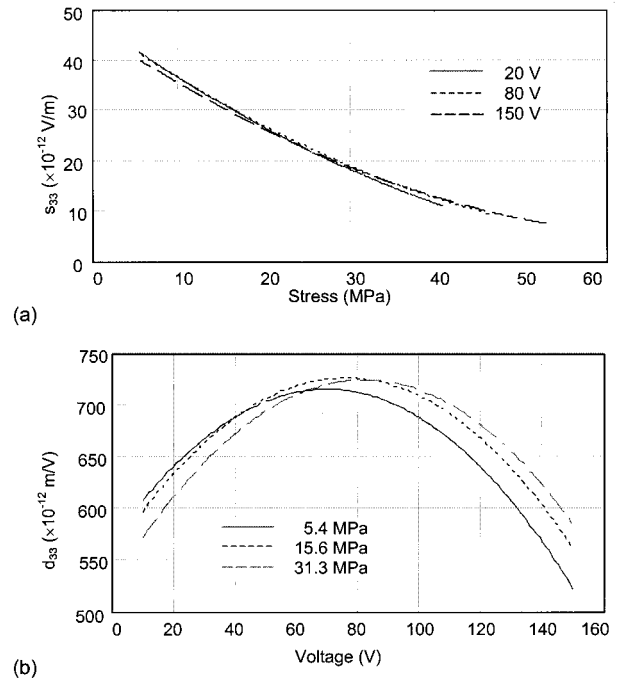 50
40
30
20
10
0
s₃₃ (×10⁻¹² V/m)
20 V
80 V
150 V
0 10 20 30 40 50 60
Stress (MPa)
(a)
750
700
650
600
550
500
d₃₃ (×10⁻¹² m/V)
5.4 MPa
15.6 MPa
31.3 MPa
0 20 40 60 80 100 120 140 160
Voltage (V)
(b)